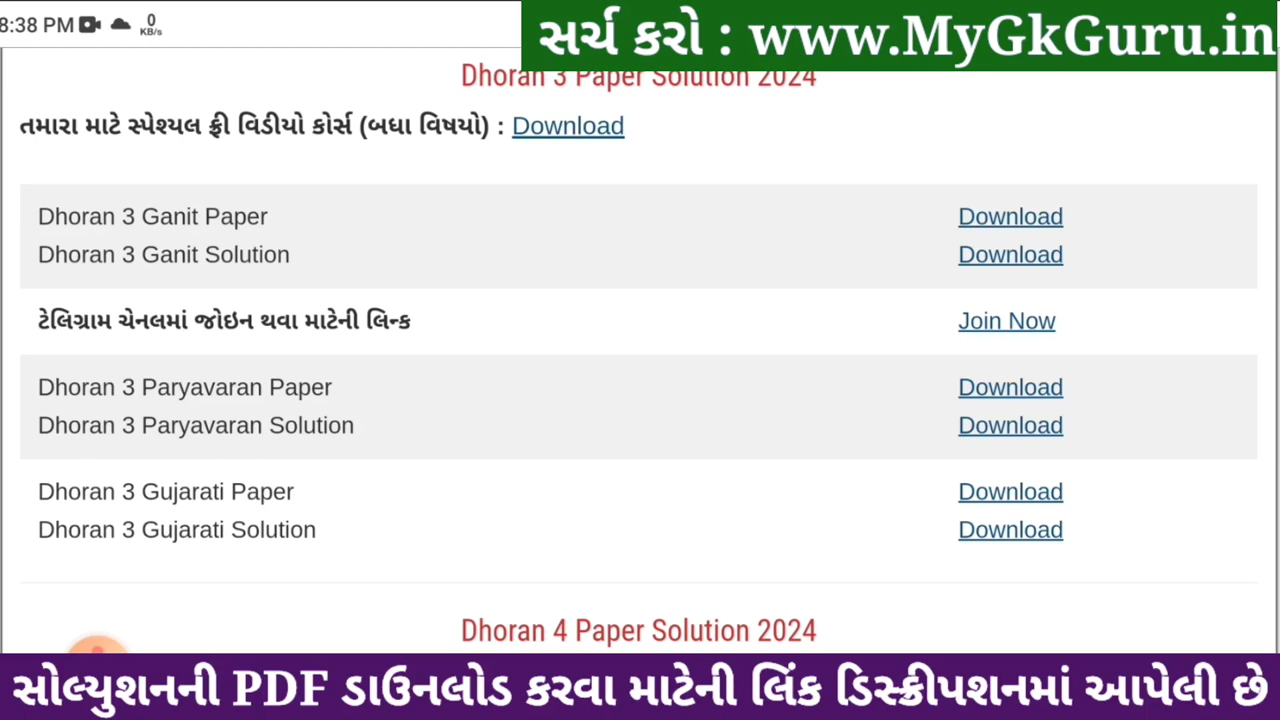 8:38 PM 0 KB/s
સર્ચ કરો : www.MyGkGuru.in
Dhoran 3 Paper Solution 2024
તમારા માટે સ્પેશ્યલ ફ્રી વિડીયો કોર્સ (બધા વિષયો) : Download
Dhoran 3 Ganit Paper Download
Dhoran 3 Ganit Solution Download
ટેલિગ્રામ ચેનલમાં જોઇન થવા માટેની લિન્ક Join Now
Dhoran 3 Paryavaran Paper Download
Dhoran 3 Paryavaran Solution Download
Dhoran 3 Gujarati Paper Download
Dhoran 3 Gujarati Solution Download
Dhoran 4 Paper Solution 2024
સોલ્યુશનની PDF ડાઉનલોડ કરવા માટેની લિંક ડિસ્ક્રીપશનમાં આપેલી છે